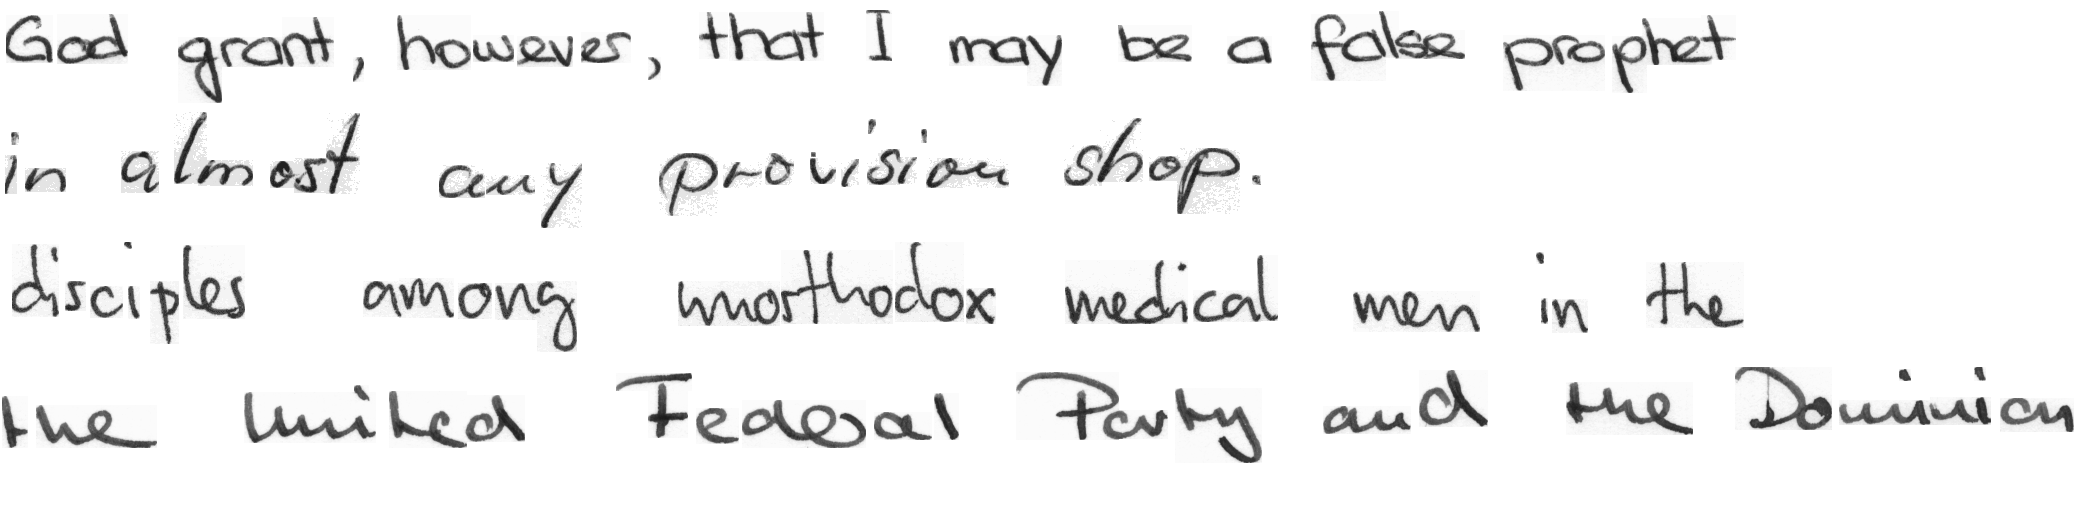 God grant, however, that I may be a false prophet
in almost any provision shop.
disciples among unorthodox medical men in the
the United Federal Party and the Dominion